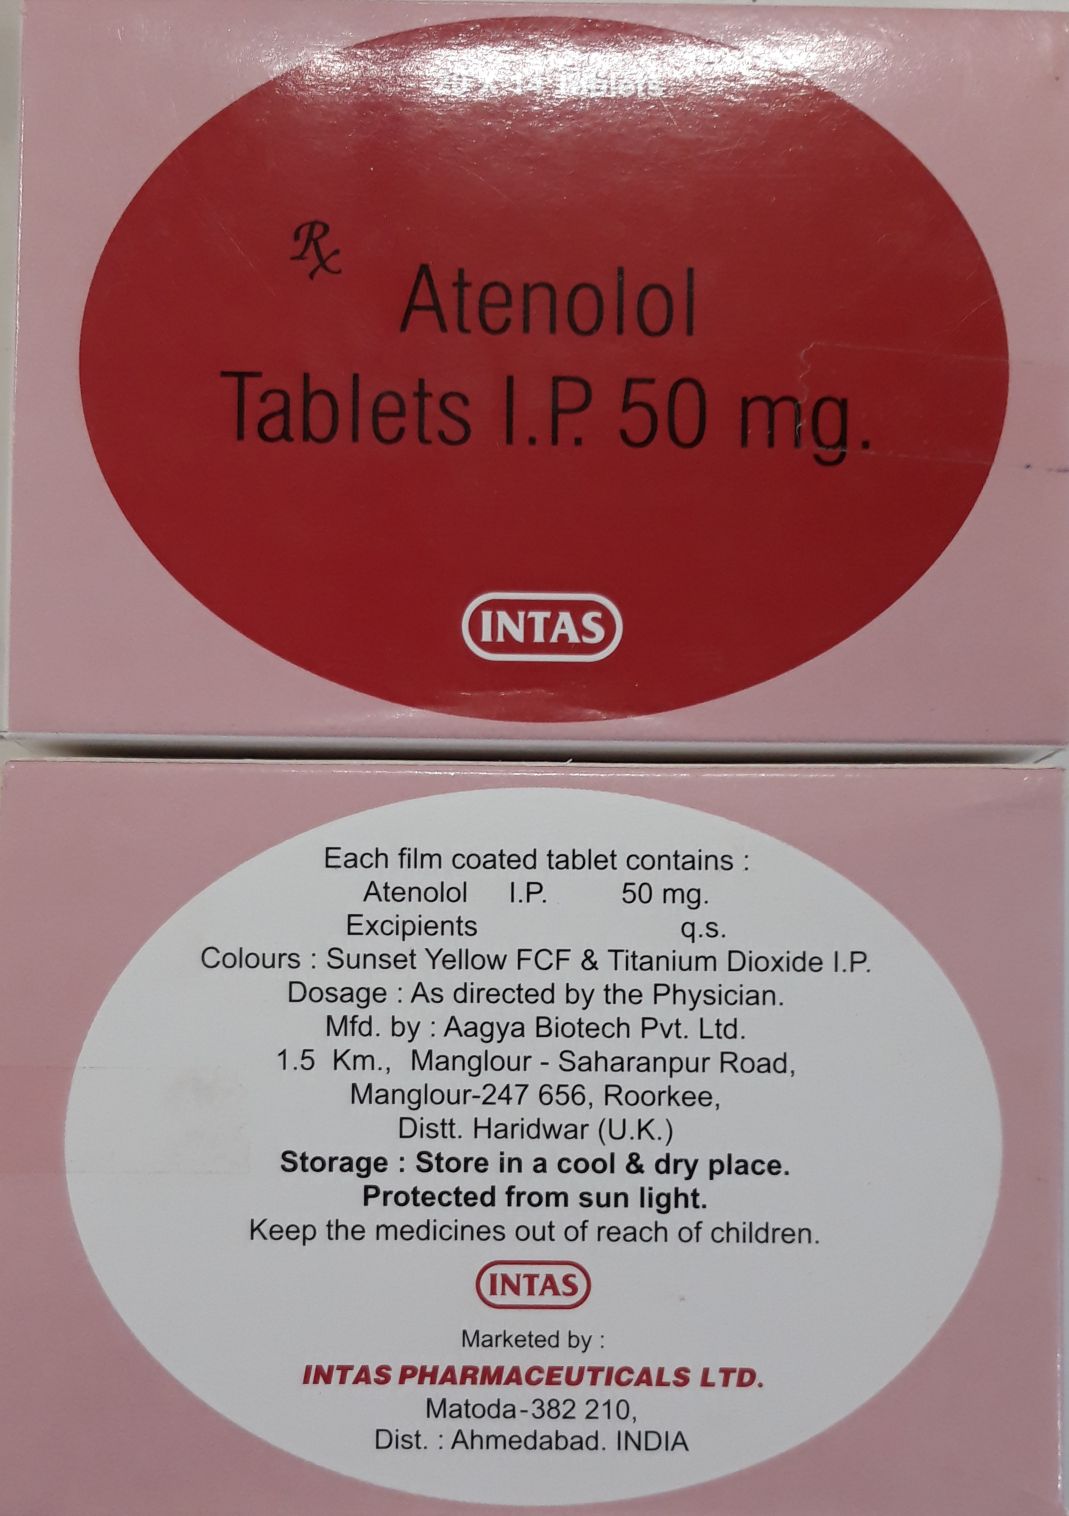 20 X 14 Tablets
Rx
Atenolol
Tablets I.P. 50 mg.
INTAS
Each film coated tablet contains :
Atenolol I.P. 50 mg.
Excipients q.s.
Colours : Sunset Yellow FCF & Titanium Dioxide I.P.
Dosage : As directed by the Physician.
Mfd. by : Aagya Biotech Pvt. Ltd.
1.5 Km., Manglour - Saharanpur Road,
Manglour-247 656, Roorkee,
Distt. Haridwar (U.K.)
Storage : Store in a cool & dry place.
Protected from sun light.
Keep the medicines out of reach of children.
INTAS
Marketed by :
INTAS PHARMACEUTICALS LTD.
Matoda-382 210,
Dist. : Ahmedabad. INDIA